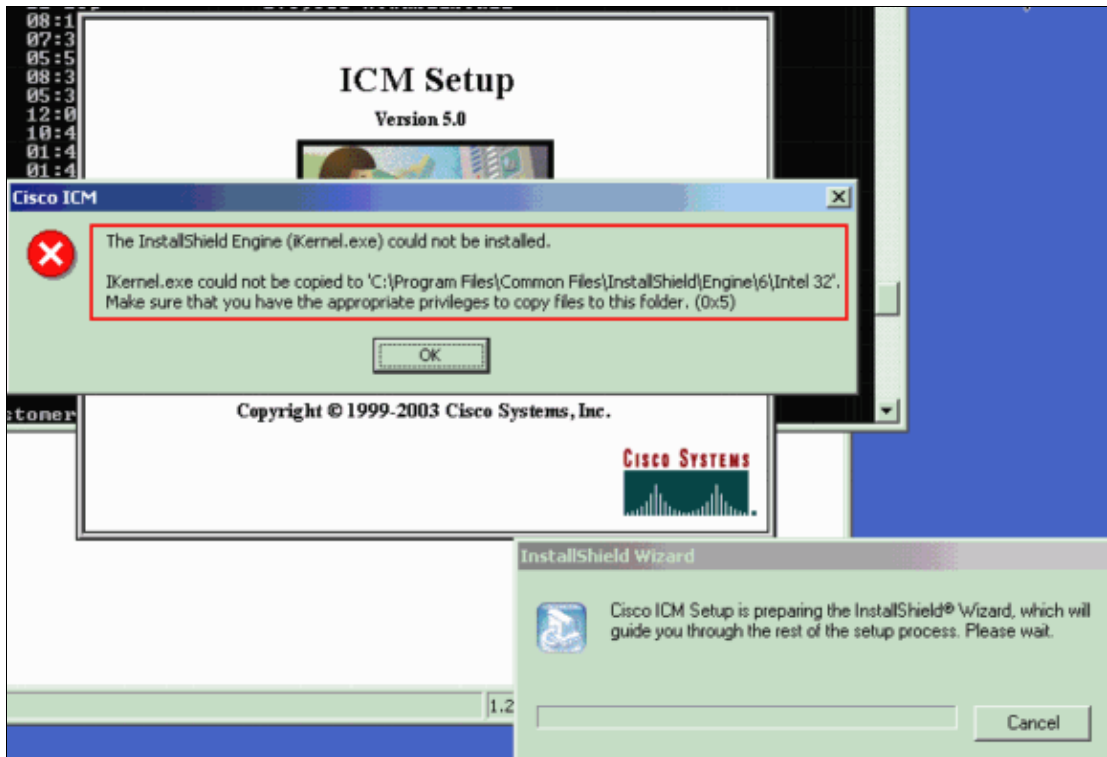 08:1
07:3
05:5
08:3
05:3
12:0
10:4
01:4
01:4
ICM Setup
Version 5.0
Cisco ICM
The InstallShield Engine (iKernel.exe) could not be installed.
IKernel.exe could not be copied to 'C:\Program Files\Common Files\InstallShield\Engine\6\Intel 32'.
Make sure that you have the appropriate privileges to copy files to this folder. (0x5)
OK
stomer
Copyright © 1999-2003 Cisco Systems, Inc.
CISCO SYSTEMS
InstallShield Wizard
Cisco ICM Setup is preparing the InstallShield® Wizard, which will
guide you through the rest of the setup process. Please wait.
1.2
Cancel